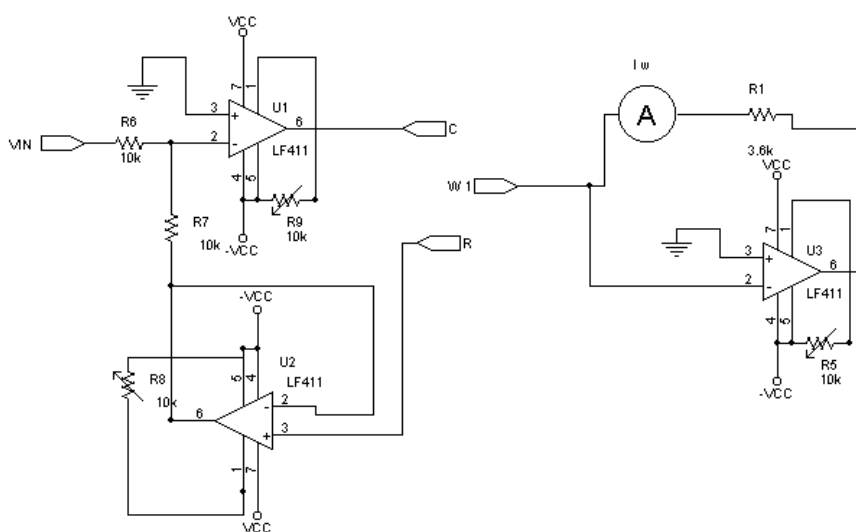 VCC
7
1
U1
3
+
2
-
6
LF411
4
5
C
R6
10k
VIN
R7
10k
R9
10k
-VCC
R
-VCC
U2
LF411
5
4
R8
10k
6
-
2
+
3
1
7
VCC
Iw
A
R1
3.6k
VCC
W1
7
1
U3
3
+
2
-
6
LF411
4
5
R5
10k
-VCC